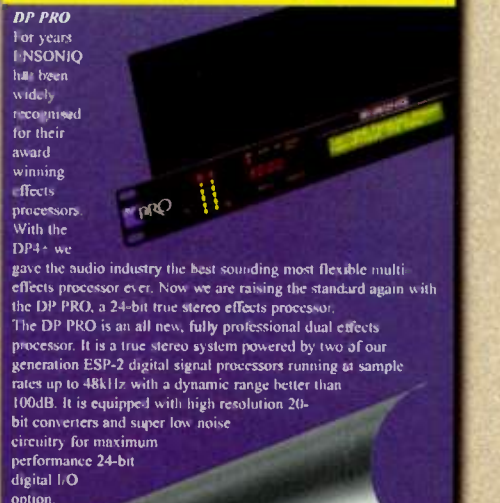 DP PRO
For years
ENSONIQ
has been
widely
recognised
for their
award
winning
effects
processors.
With the
DP4+ we
gave the audio industry the best sounding most flexible multi
effects processor ever. Now we are raising the standard again with
the DP PRO, a 24-bit true stereo effects processor.
The DP PRO is an all new, fully professional dual effects
processor. It is a true stereo system powered by two of our
generation ESP-2 digital signal processors running at sample
rates up to 48kHz with a dynamic range better than
100dB. It is equipped with high resolution 20-
bit converters and super low noise
circuitry for maximum
performance 24-bit
digital I/O
option
PRO